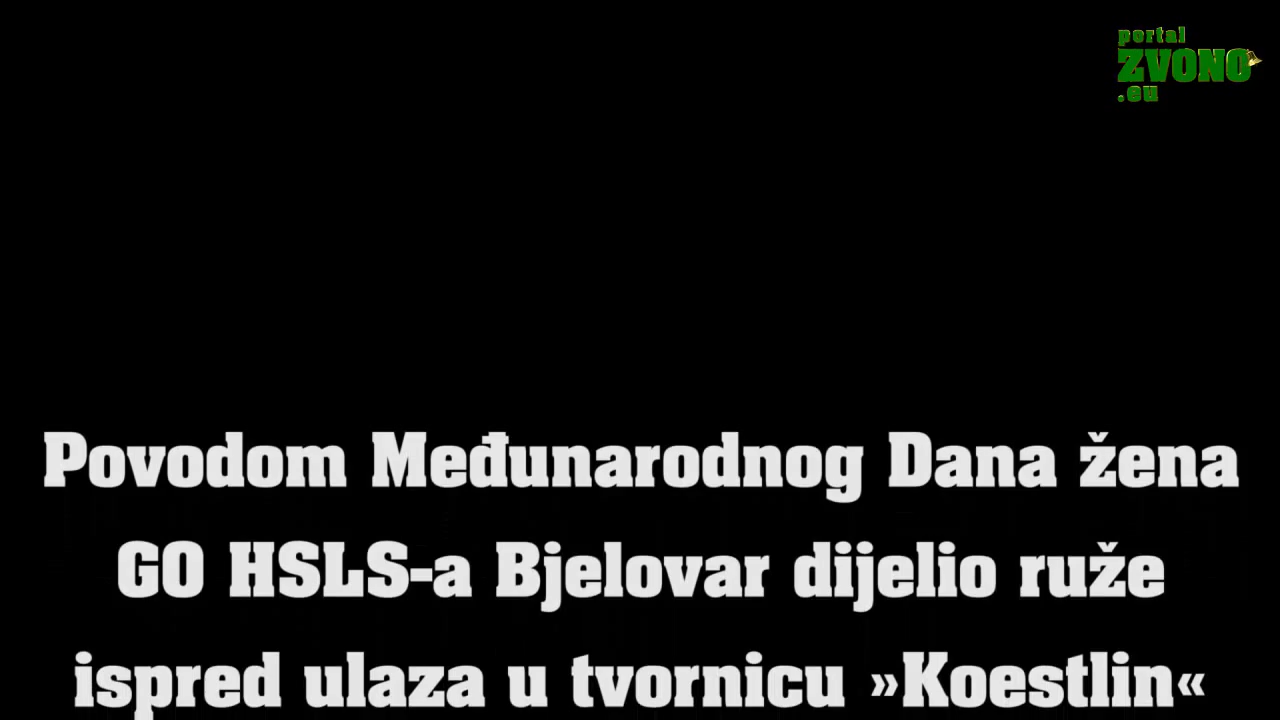 portal
ZVONO
.eu
Povodom Međunarodnog Dana žena
GO HSLS-a Bjelovar dijelio ruže
ispred ulaza u tvornicu »Koestlin«